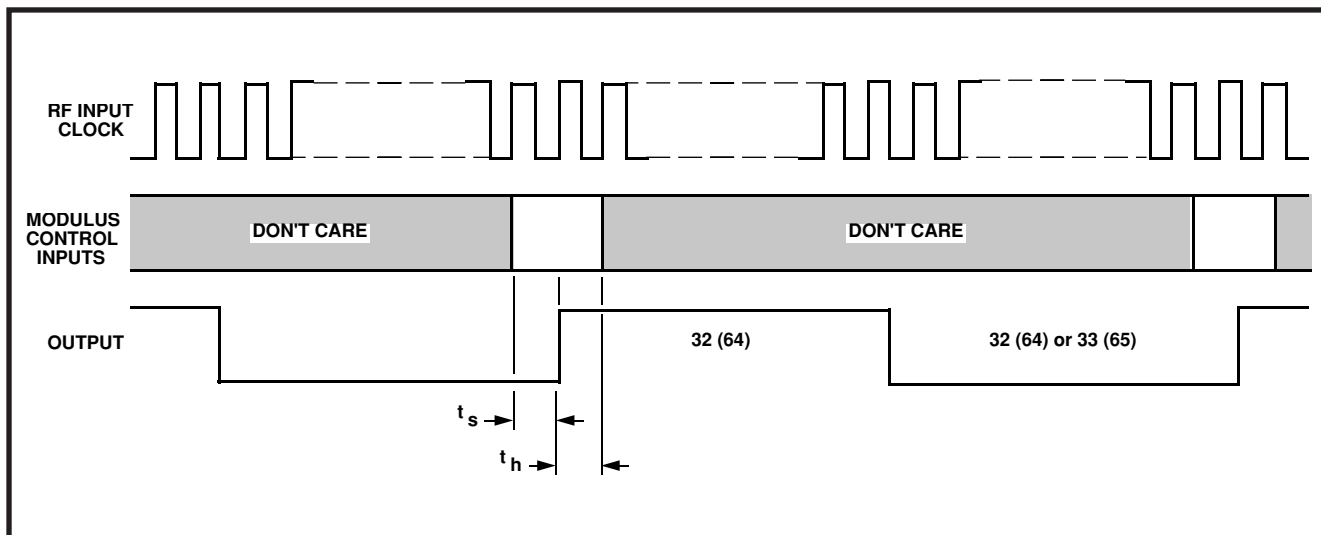 RF INPUT
CLOCK
MODULUS
CONTROL
INPUTS
DON'T CARE
DON'T CARE
OUTPUT
32 (64)
32 (64) or 33 (65)
t s
t h